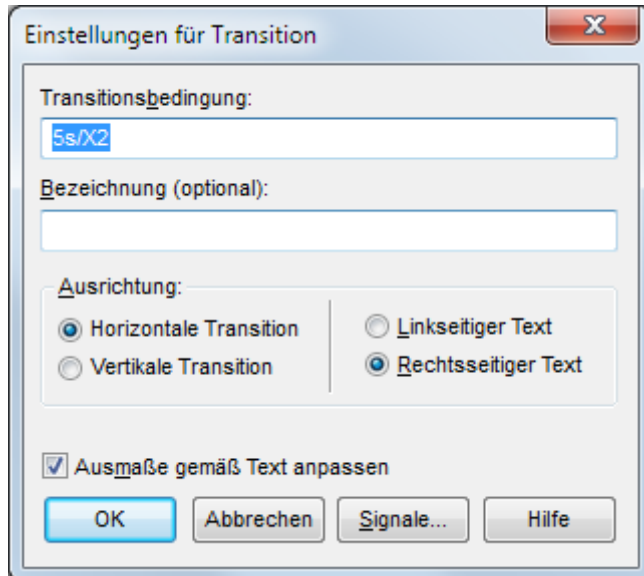 Einstellungen für Transition
Transitionsbedingung:
5s/X2
Bezeichnung (optional):
Ausrichtung:
Horizontale Transition
Linkseitiger Text
Vertikale Transition
Rechtsseitiger Text
Ausmaße gemäß Text anpassen
OK Abbrechen Signale... Hilfe